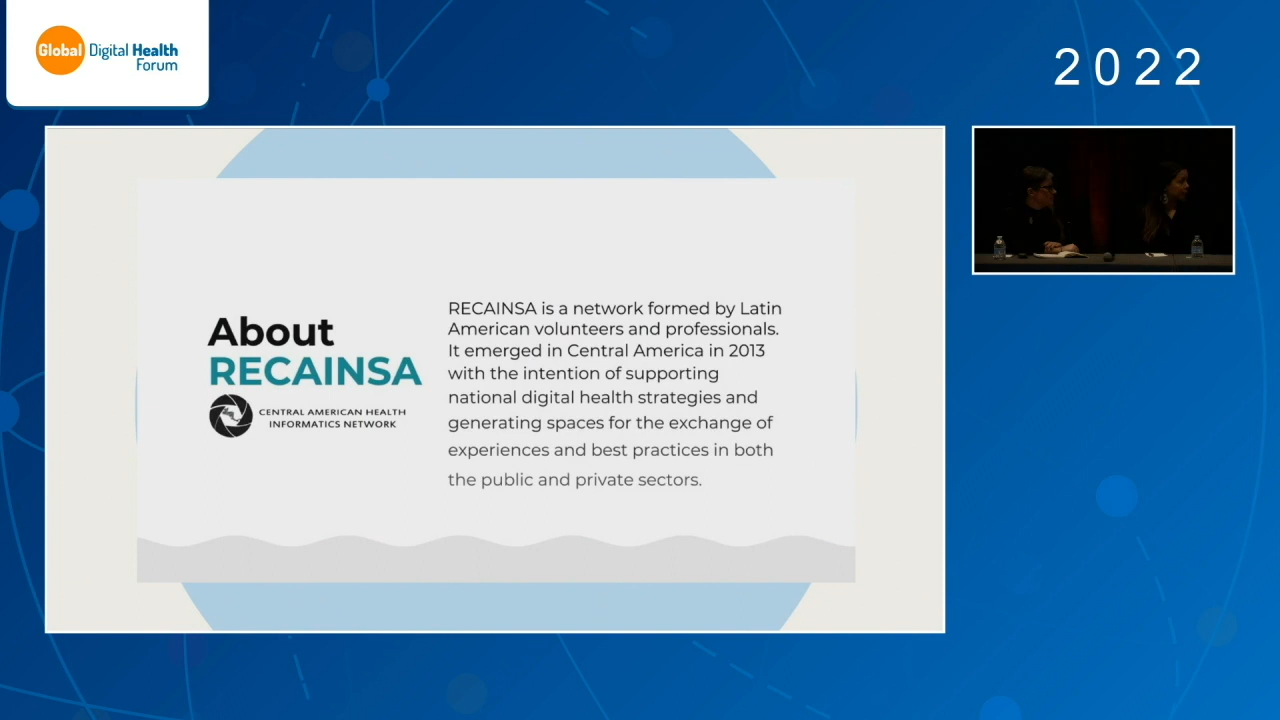 Global Digital Health
Forum
2022
About
RECAINSA
CENTRAL AMERICAN HEALTH
INFORMATICS NETWORK
RECAINSA is a network formed by Latin
American volunteers and professionals.
It emerged in Central America in 2013
with the intention of supporting
national digital health strategies and
generating spaces for the exchange of
experiences and best practices in both
the public and private sectors.